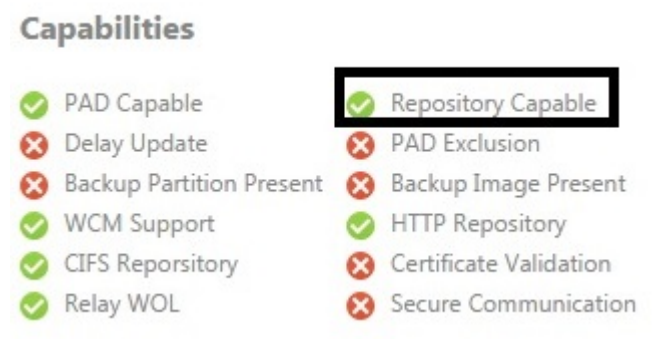 Capabilities
PAD Capable
Repository Capable
Delay Update
PAD Exclusion
Backup Partition Present
Backup Image Present
WCM Support
HTTP Repository
CIFS Reporsitory
Certificate Validation
Relay WOL
Secure Communication